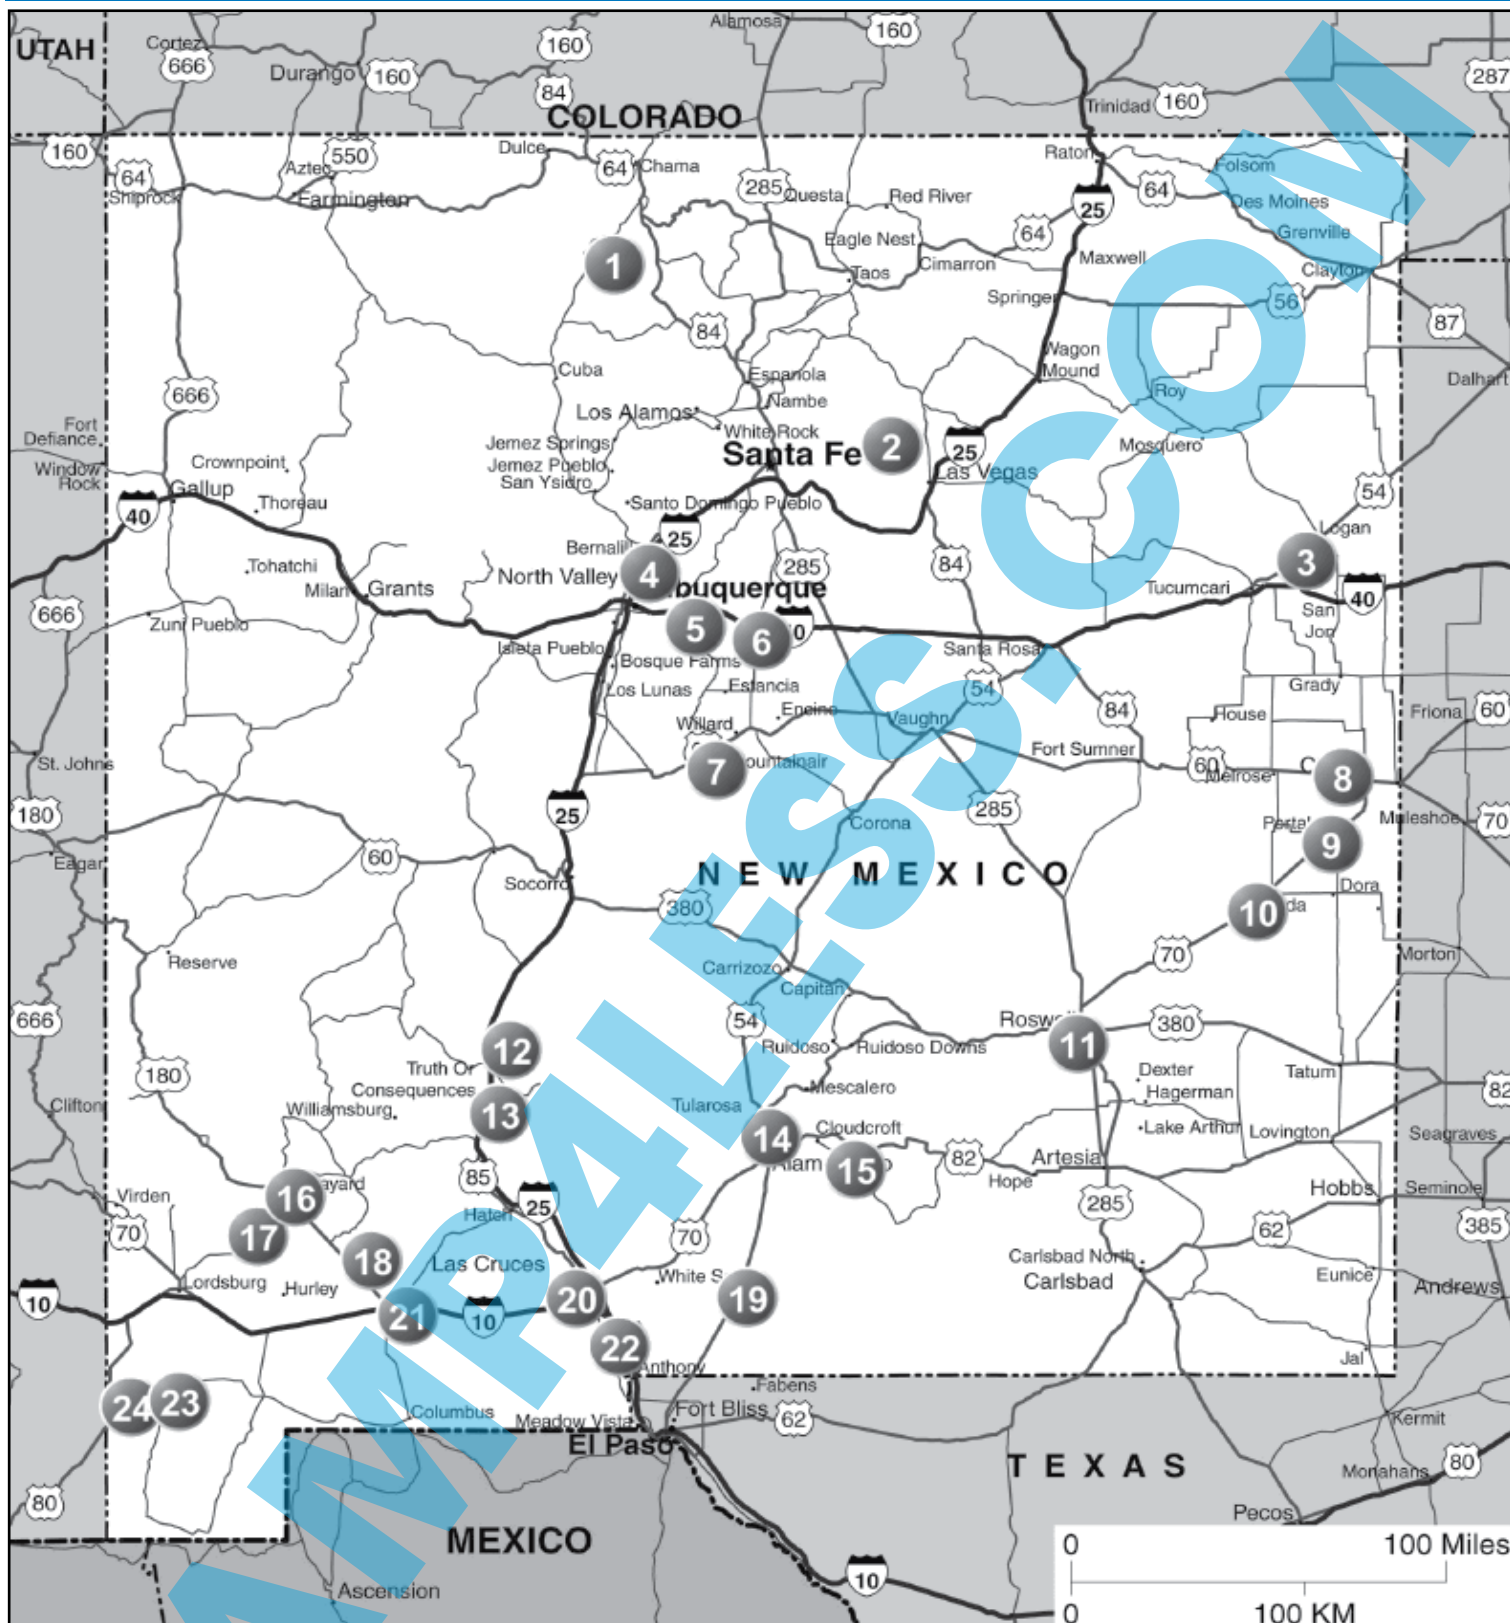 Alamosa
160
UTAH
Cortez
666
Durango
160
160
84
287
COLORADO
Trinidad
160
160
64
Shiprock
Aztec
550
Farmington
Dulce
64
Chama
285
Questa
Red River
Raton
64
Folsom
Des Moines
25
Grenville
Eagle Nest
64
Cimarron
Maxwell
Clayton
1
Taos
Springer
56
84
87
666
Cuba
Espanola
Wagon
Mound
Dalhart
Roy
Los Alamos
Nambe
White Rock
Fort
Defiance
Window
Rock
Crownpoint
Jemez Springs
Jemez Pueblo
San Ysidro
Santa Fe
2
25
Las Vegas
Mosquero
40
Gallup
Thoreau
Santo Domingo Pueblo
54
25
Logan
Bernalil
North Valley
4
285
84
3
Tohatchi
Milan
Grants
buquerque
Tucumcari
40
666
Zuni Pueblo
5
6
0
San
Jon
Isleta Pueblo
Bosque Farms
Santa Rosa
Los Lunas
Estancia
54
Grady
Willard
Encino
Vaughn
84
House
Friona
60
St. Johns
7
ountainair
Fort Sumner
60
Melrose
C
8
180
25
285
Corona
Portal
9
Muleshoe
70
Eagar
60
NEW MEXICO
Socorro
380
Dora
10
da
Reserve
Carrizozo
70
Morton
Capitan
666
54
Roswe
380
12
Ruidoso
Ruidoso Downs
11
180
Truth Or
Consequences
Dexter
Hagerman
Tatum
82
Mescalero
Clifton
Williamsburg
13
Tularosa
Lake Arthur
Lovington
Seagraves
14
Cloudcroft
Alam
15
o
82
Artesia
Hope
16
ayard
85
25
Virden
285
Hobbs
Seminole
70
17
Hatch
70
62
385
18
Las Cruces
Carlsbad North
Carlsbad
Lordsburg
Hurley
White S
Eunice
Andrews
10
20
19
21
10
22
Jal
Anthony
24
23
Fabens
Columbus
Meadow Vista
Fort Bliss
62
Kermit
El Paso
TEXAS
80
Monahans
80
Pecos
MEXICO
0
100 Miles
10
Ascension
0
100 KM
AMP4LESS.COM